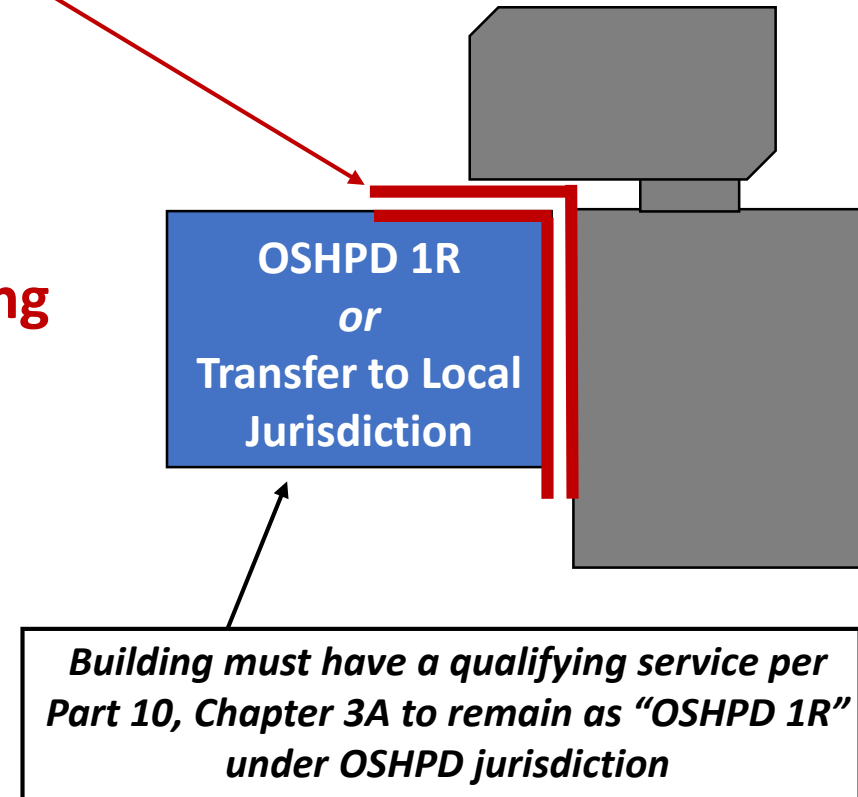 OSHPD 1R
or
Transfer to Local
Jurisdiction
ng
Building must have a qualifying service per
Part 10, Chapter 3A to remain as “OSHPD 1R”
under OSHPD jurisdiction